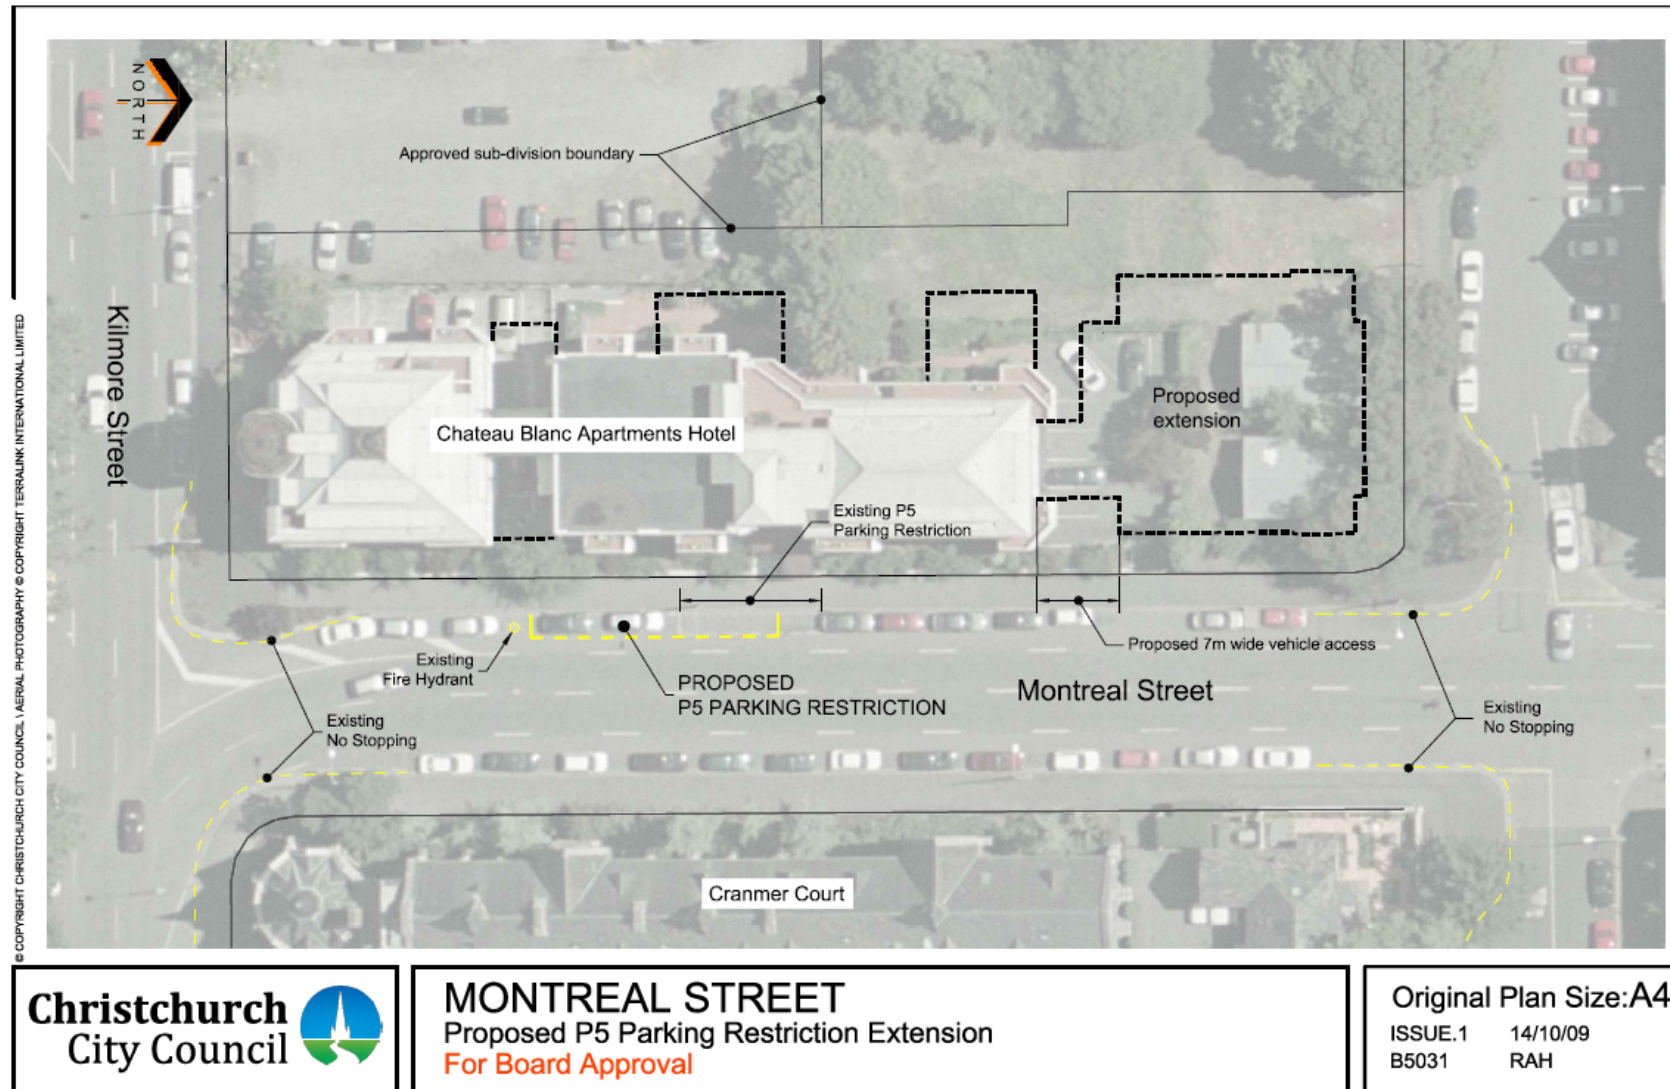 NORTH
Approved sub-division boundary
Kilmore Street
Chateau Blanc Apartments Hotel
Proposed
extension
Existing P5
Parking Restriction
Existing
Fire Hydrant
PROPOSED
P5 PARKING RESTRICTION
Proposed 7m wide vehicle access
Montreal Street
Existing
No Stopping
Existing
No Stopping
Cranmer Court
© COPYRIGHT CHRISTCHURCH CITY COUNCIL \ AERIAL PHOTOGRAPHY © COPYRIGHT TERRALINK INTERNATIONAL LIMITED
Christchurch
City Council
MONTREAL STREET
Proposed P5 Parking Restriction Extension
For Board Approval
Original Plan Size:A4
ISSUE.1 14/10/09
B5031 RAH